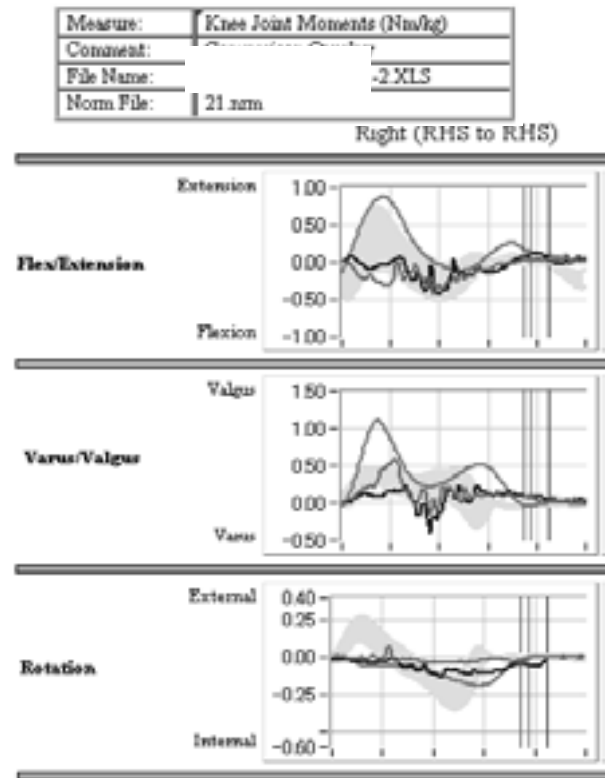 Measure: Knee Joint Moments (Nm/kg)
Comment:
File Name: -2.XLS
Norm File: 21.nrm
Right (RHS to RHS)
Extension
1.00
0.50
Flex/Extension
0.00
-0.50
Flexion
-1.00
Valgus
1.50
1.00
Varus/Valgus
0.50
0.00
Varus
-0.50
External
0.40
0.25
Rotation
0.00
-0.25
Internal
-0.60